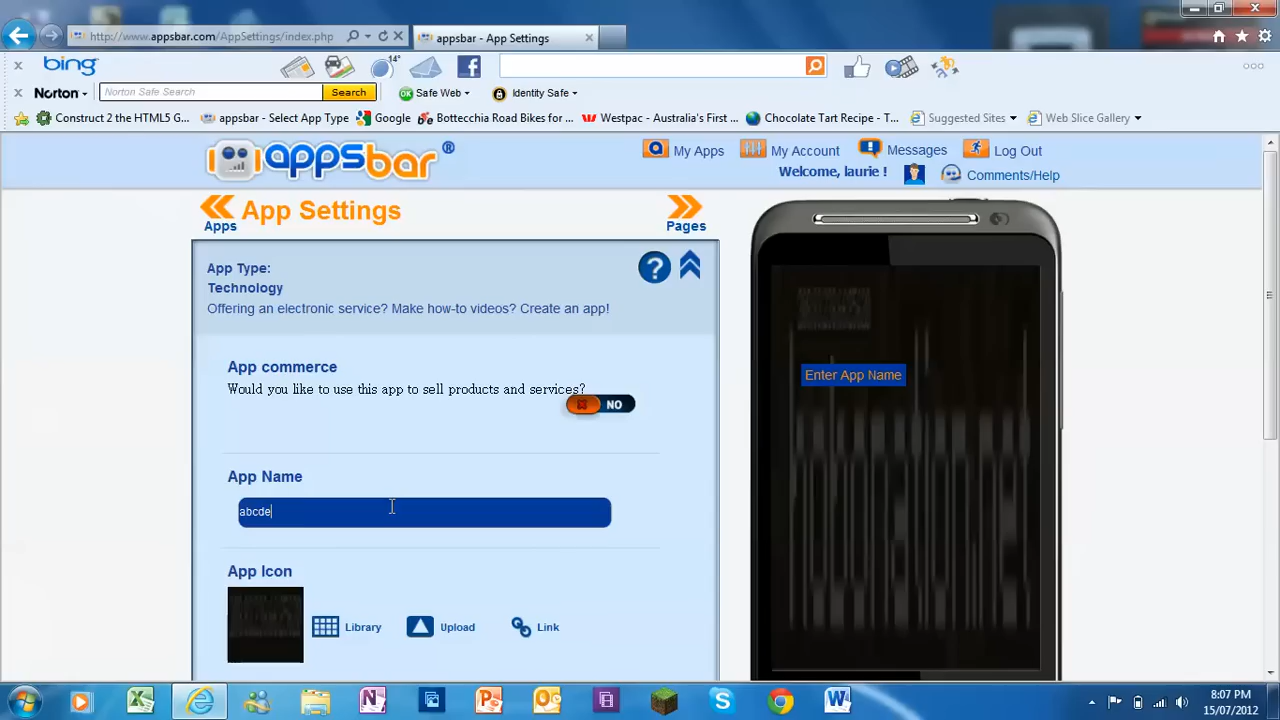 http://www.appsbar.com/AppSettings/index.php
appsbar - App Settings
bing
14°
Norton
Norton Safe Search
Search
Safe Web
Identity Safe
Construct 2 the HTML5 G...
appsbar - Select App Type
Google
Bottecchia Road Bikes for ...
Westpac - Australia's First ...
Chocolate Tart Recipe - T...
Suggested Sites
Web Slice Gallery
appsbar®
My Apps
My Account
Messages
Log Out
Welcome, laurie !
Comments/Help
App Settings
Apps
Pages
App Type:
Technology
Offering an electronic service? Make how-to videos? Create an app!
App commerce
Would you like to use this app to sell products and services?
NO
App Name
abcde
App Icon
Library
Upload
Link
Enter App Name
8:07 PM
15/07/2012